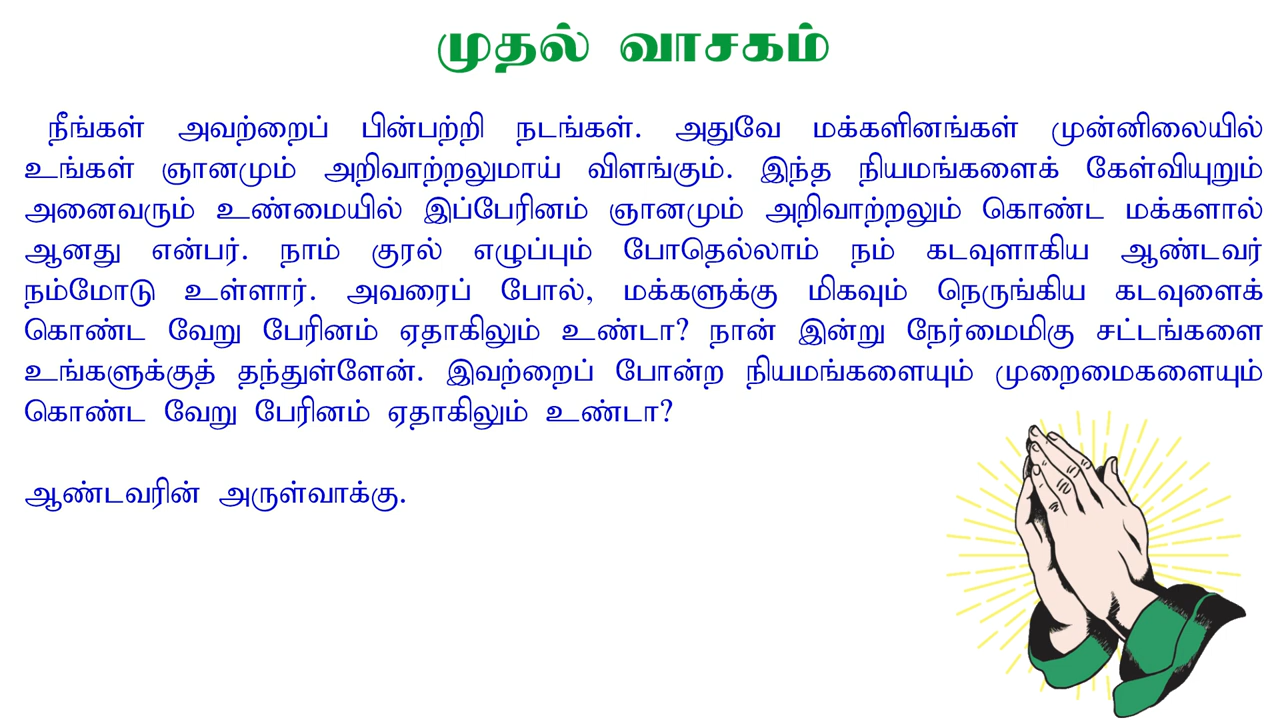 முதல் வாசகம்
நீங்கள் அவற்றைப் பின்பற்றி நடங்கள். அதுவே மக்களினங்கள் முன்னிலையில்
உங்கள் ஞானமும் அறிவாற்றலுமாய் விளங்கும். இந்த நியமங்களைக் கேள்வியுறும்
அனைவரும் உண்மையில் இப்பேரினம் ஞானமும் அறிவாற்றலும் கொண்ட மக்களால்
ஆனது என்பர். நாம் குரல் எழுப்பும் போதெல்லாம் நம் கடவுளாகிய ஆண்டவர்
நம்மோடு உள்ளார். அவரைப் போல், மக்களுக்கு மிகவும் நெருங்கிய கடவுளைக்
கொண்ட வேறு பேரினம் ஏதாகிலும் உண்டா? நான் இன்று நேர்மைமிகு சட்டங்களை
உங்களுக்குத் தந்துள்ளேன். இவற்றைப் போன்ற நியமங்களையும் முறைமைகளையும்
கொண்ட வேறு பேரினம் ஏதாகிலும் உண்டா?
ஆண்டவரின் அருள்வாக்கு.